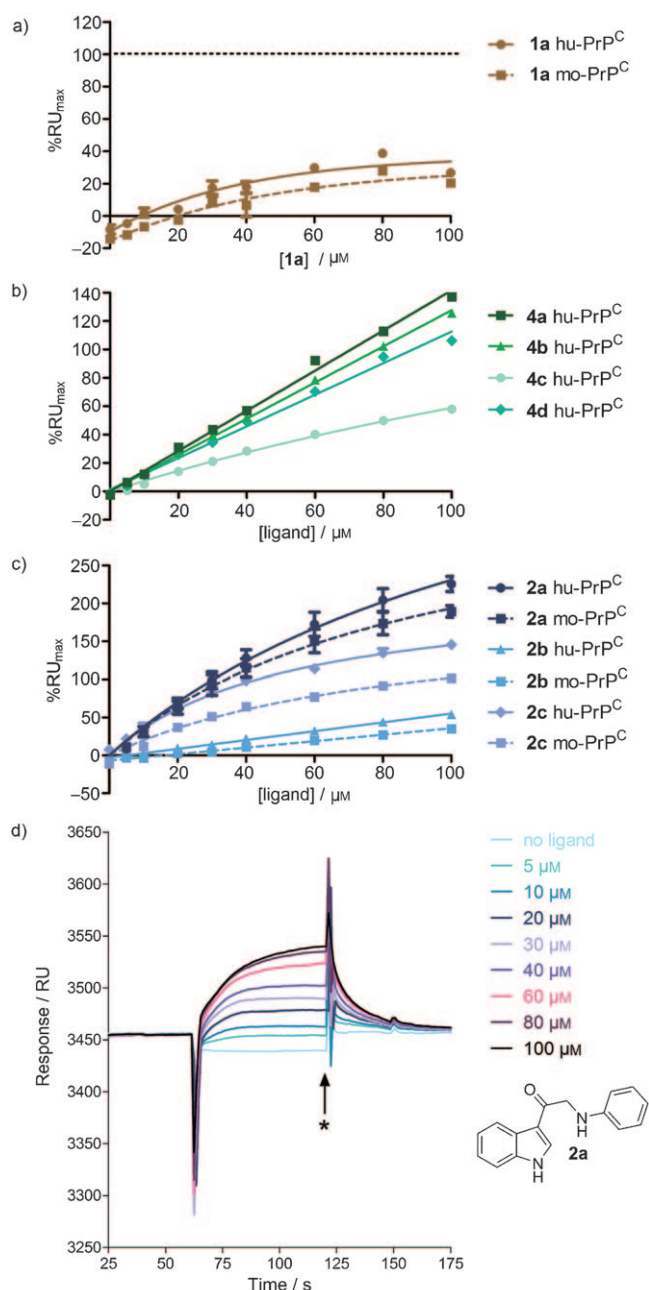 a)
120
100
80
60
40
20
0
–20
%RUmax
20 40 60 80 100
[1a] / μM
1a hu-PrPC
1a mo-PrPC
b)
140
120
100
80
60
40
20
0
–20
%RUmax
20 40 60 80 100
[ligand] / μM
4a hu-PrPC
4b hu-PrPC
4c hu-PrPC
4d hu-PrPC
c)
250
200
150
100
50
0
–50
%RUmax
20 40 60 80 100
[ligand] / μM
2a hu-PrPC
2a mo-PrPC
2b hu-PrPC
2b mo-PrPC
2c hu-PrPC
2c mo-PrPC
d)
3650
3600
3550
3500
3450
3400
3350
3300
3250
Response / RU
*
25 50 75 100 125 150 175
Time / s
no ligand
5 μM
10 μM
20 μM
30 μM
40 μM
60 μM
80 μM
100 μM
O
N
H
N
H
2a